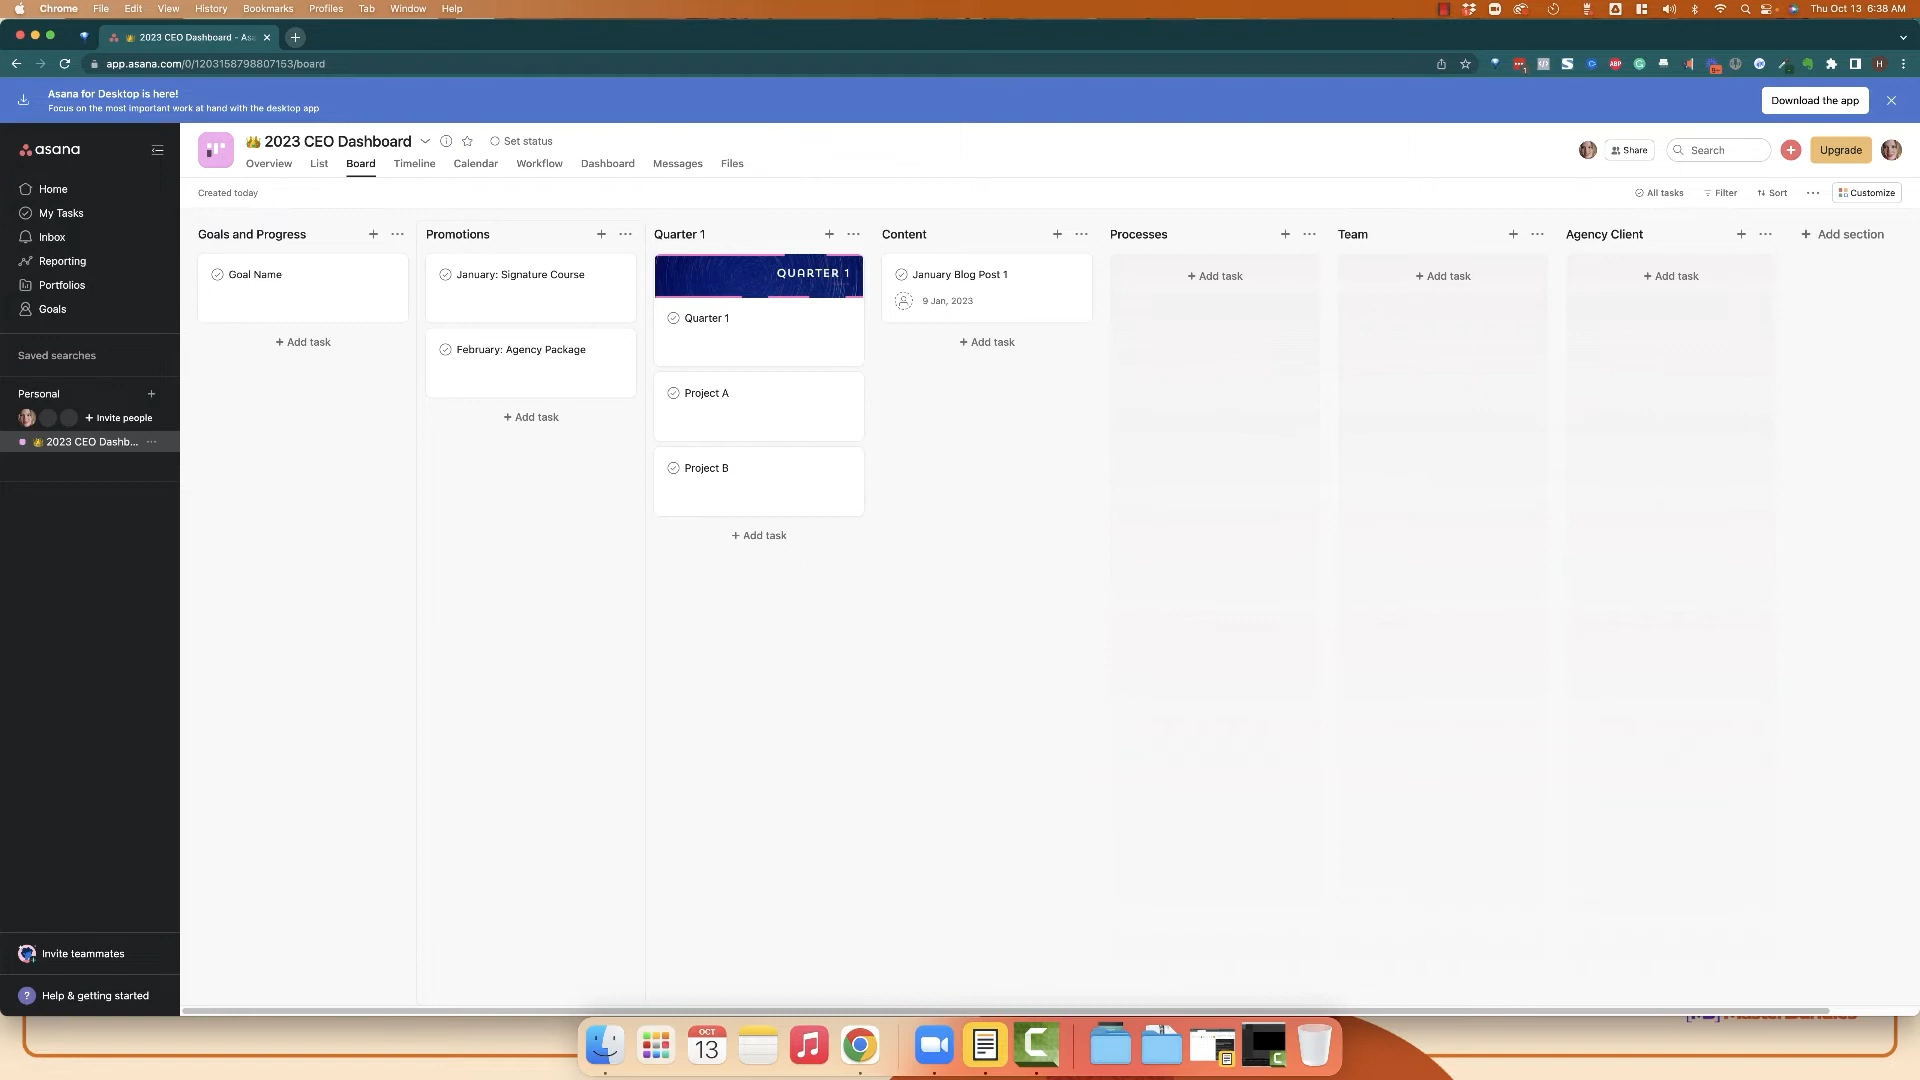 Chrome File Edit View History Bookmarks Profiles Tab Window Help
Thu Oct 13 6:38 AM
2023 CEO Dashboard - Asa
app.asana.com/0/1203158798807153/board
Asana for Desktop is here!
Focus on the most important work at hand with the desktop app
Download the app
asana
2023 CEO Dashboard
Set status
Overview List Board Timeline Calendar Workflow Dashboard Messages Files
Share
Search
Upgrade
Home
My Tasks
Inbox
Reporting
Portfolios
Goals
Saved searches
Personal
+ Invite people
2023 CEO Dashb...
Invite teammates
? Help & getting started
Created today
All tasks
Filter
Sort
Customize
Goals and Progress
Goal Name
+ Add task
Promotions
January: Signature Course
February: Agency Package
+ Add task
Quarter 1
QUARTER 1
Quarter 1
Project A
Project B
+ Add task
Content
January Blog Post 1
9 Jan, 2023
+ Add task
Processes
+ Add task
Team
+ Add task
Agency Client
+ Add task
+ Add section
OCT
13